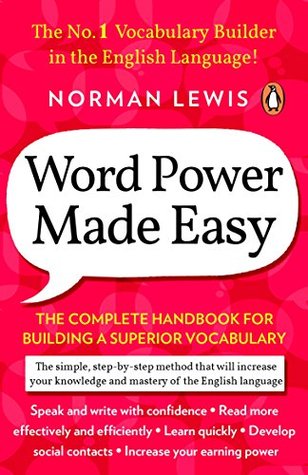 The No. 1 Vocabulary Builder
in the English Language!
NORMAN LEWIS
Word Power
Made Easy
THE COMPLETE HANDBOOK FOR
BUILDING A SUPERIOR VOCABULARY
The simple, step-by-step method that will increase
your knowledge and mastery of the English language
Speak and write with confidence • Read more
effectively and efficiently • Learn quickly • Develop
social contacts • Increase your earning power